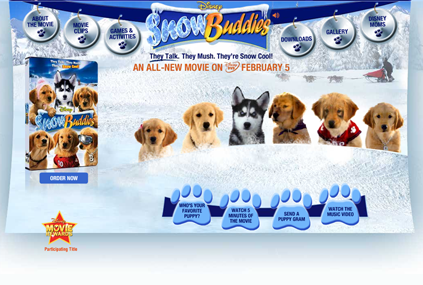 ABOUT
THE MOVIE
MOVIE
CLIPS
GAMES &
ACTIVITIES
Disney
Snow Buddies
DOWNLOADS
GALLERY
DISNEY
MOMS
They Talk. They Mush. They're Snow Cool!
AN ALL-NEW MOVIE ON FEBRUARY 5
Disney
Snow Buddies
ORDER NOW
WHO'S YOUR
FAVORITE
PUPPY?
WATCH 5
MINUTES OF
THE MOVIE
SEND A
PUPPY GRAM
WATCH THE
MUSIC VIDEO
MOVIE
REWARDS
Participating Title